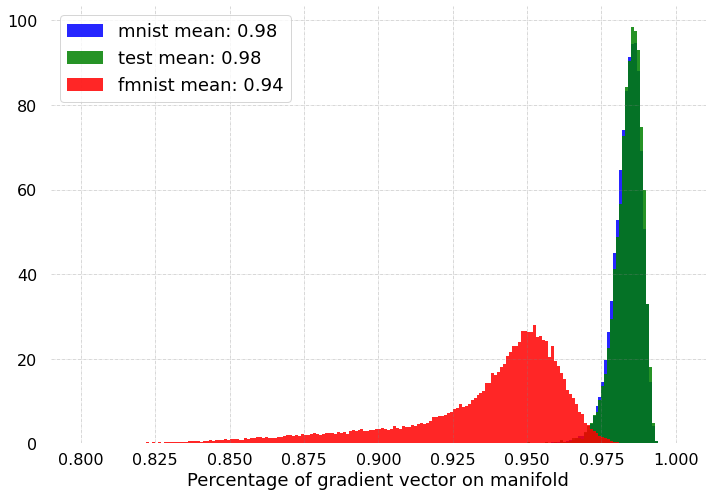 mnist mean: 0.98
test mean: 0.98
fmnist mean: 0.94
100
80
60
40
20
0
0.800 0.825 0.850 0.875 0.900 0.925 0.950 0.975 1.000
Percentage of gradient vector on manifold